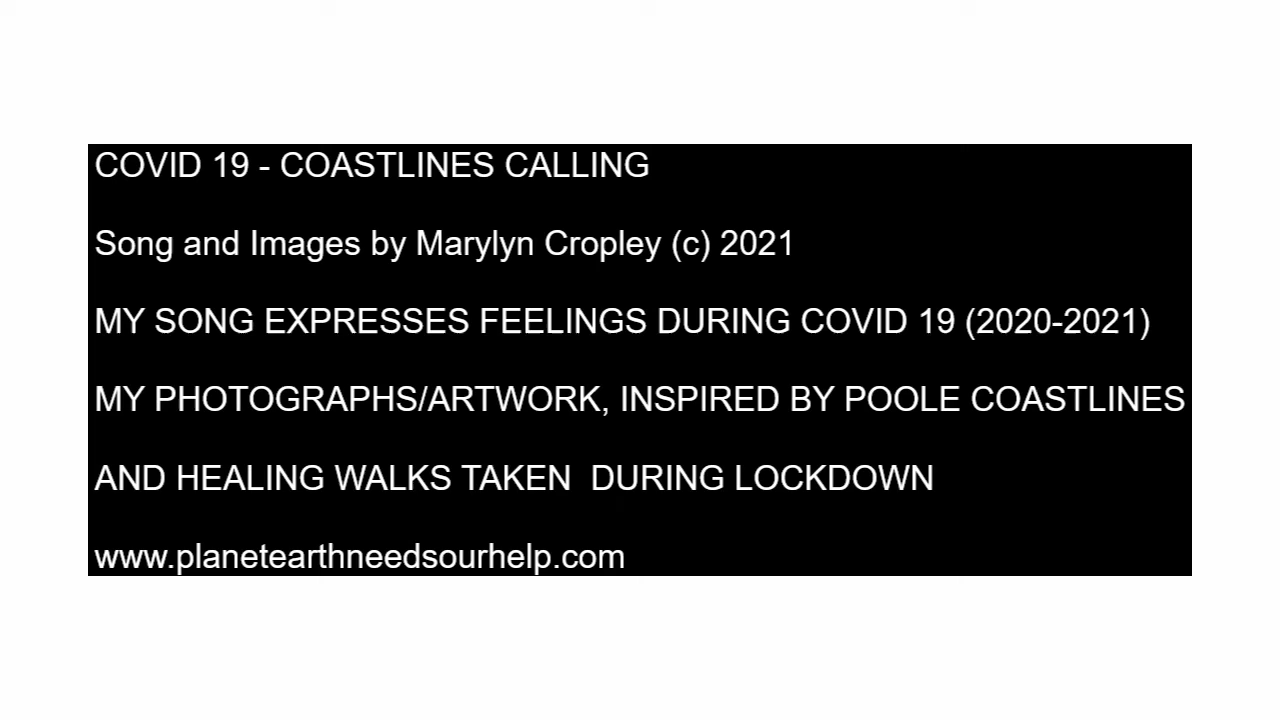 COVID 19 - COASTLINES CALLING
Song and Images by Marylyn Cropley (c) 2021
MY SONG EXPRESSES FEELINGS DURING COVID 19 (2020-2021)
MY PHOTOGRAPHS/ARTWORK, INSPIRED BY POOLE COASTLINES
AND HEALING WALKS TAKEN  DURING LOCKDOWN
www.planetearthneedsourhelp.com